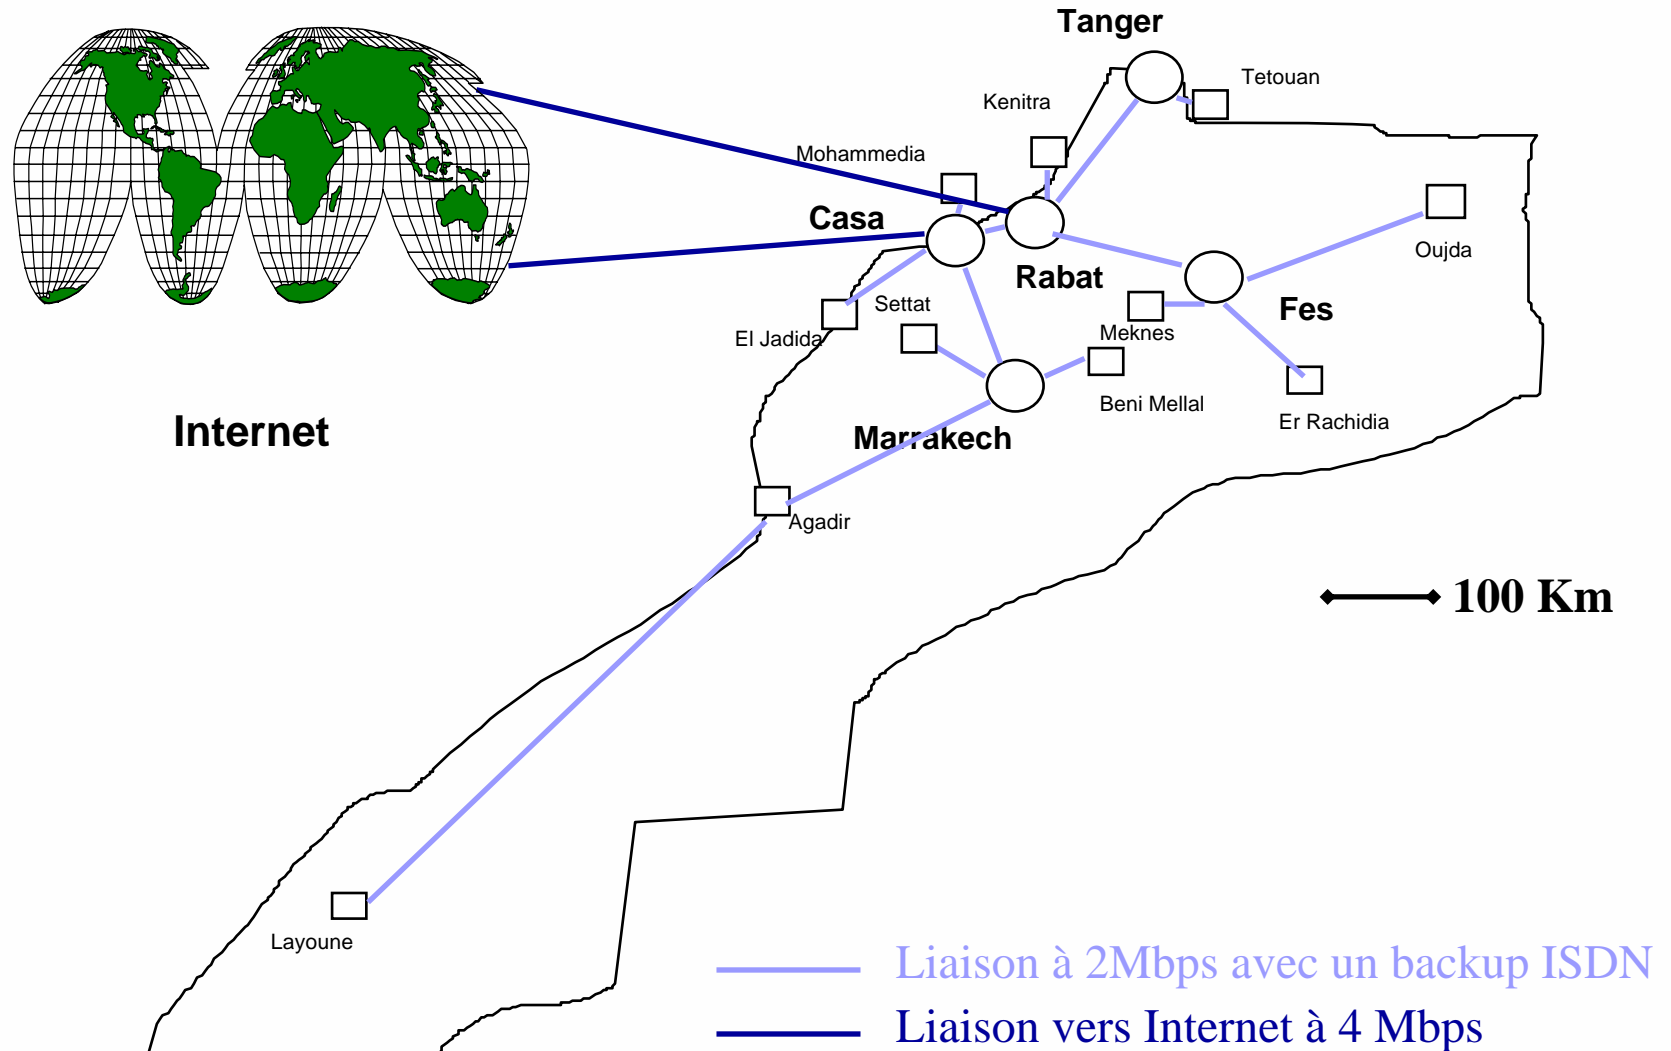 Tanger
Tetouan
Kenitra
Mohammedia
Casa
Oujda
Rabat
Settat
Fes
El Jadida
Meknes
Beni Mellal
Er Rachidia
Internet
Marrakech
Agadir
100 Km
Layoune
Liaison à 2Mbps avec un backup ISDN
Liaison vers Internet à 4 Mbps